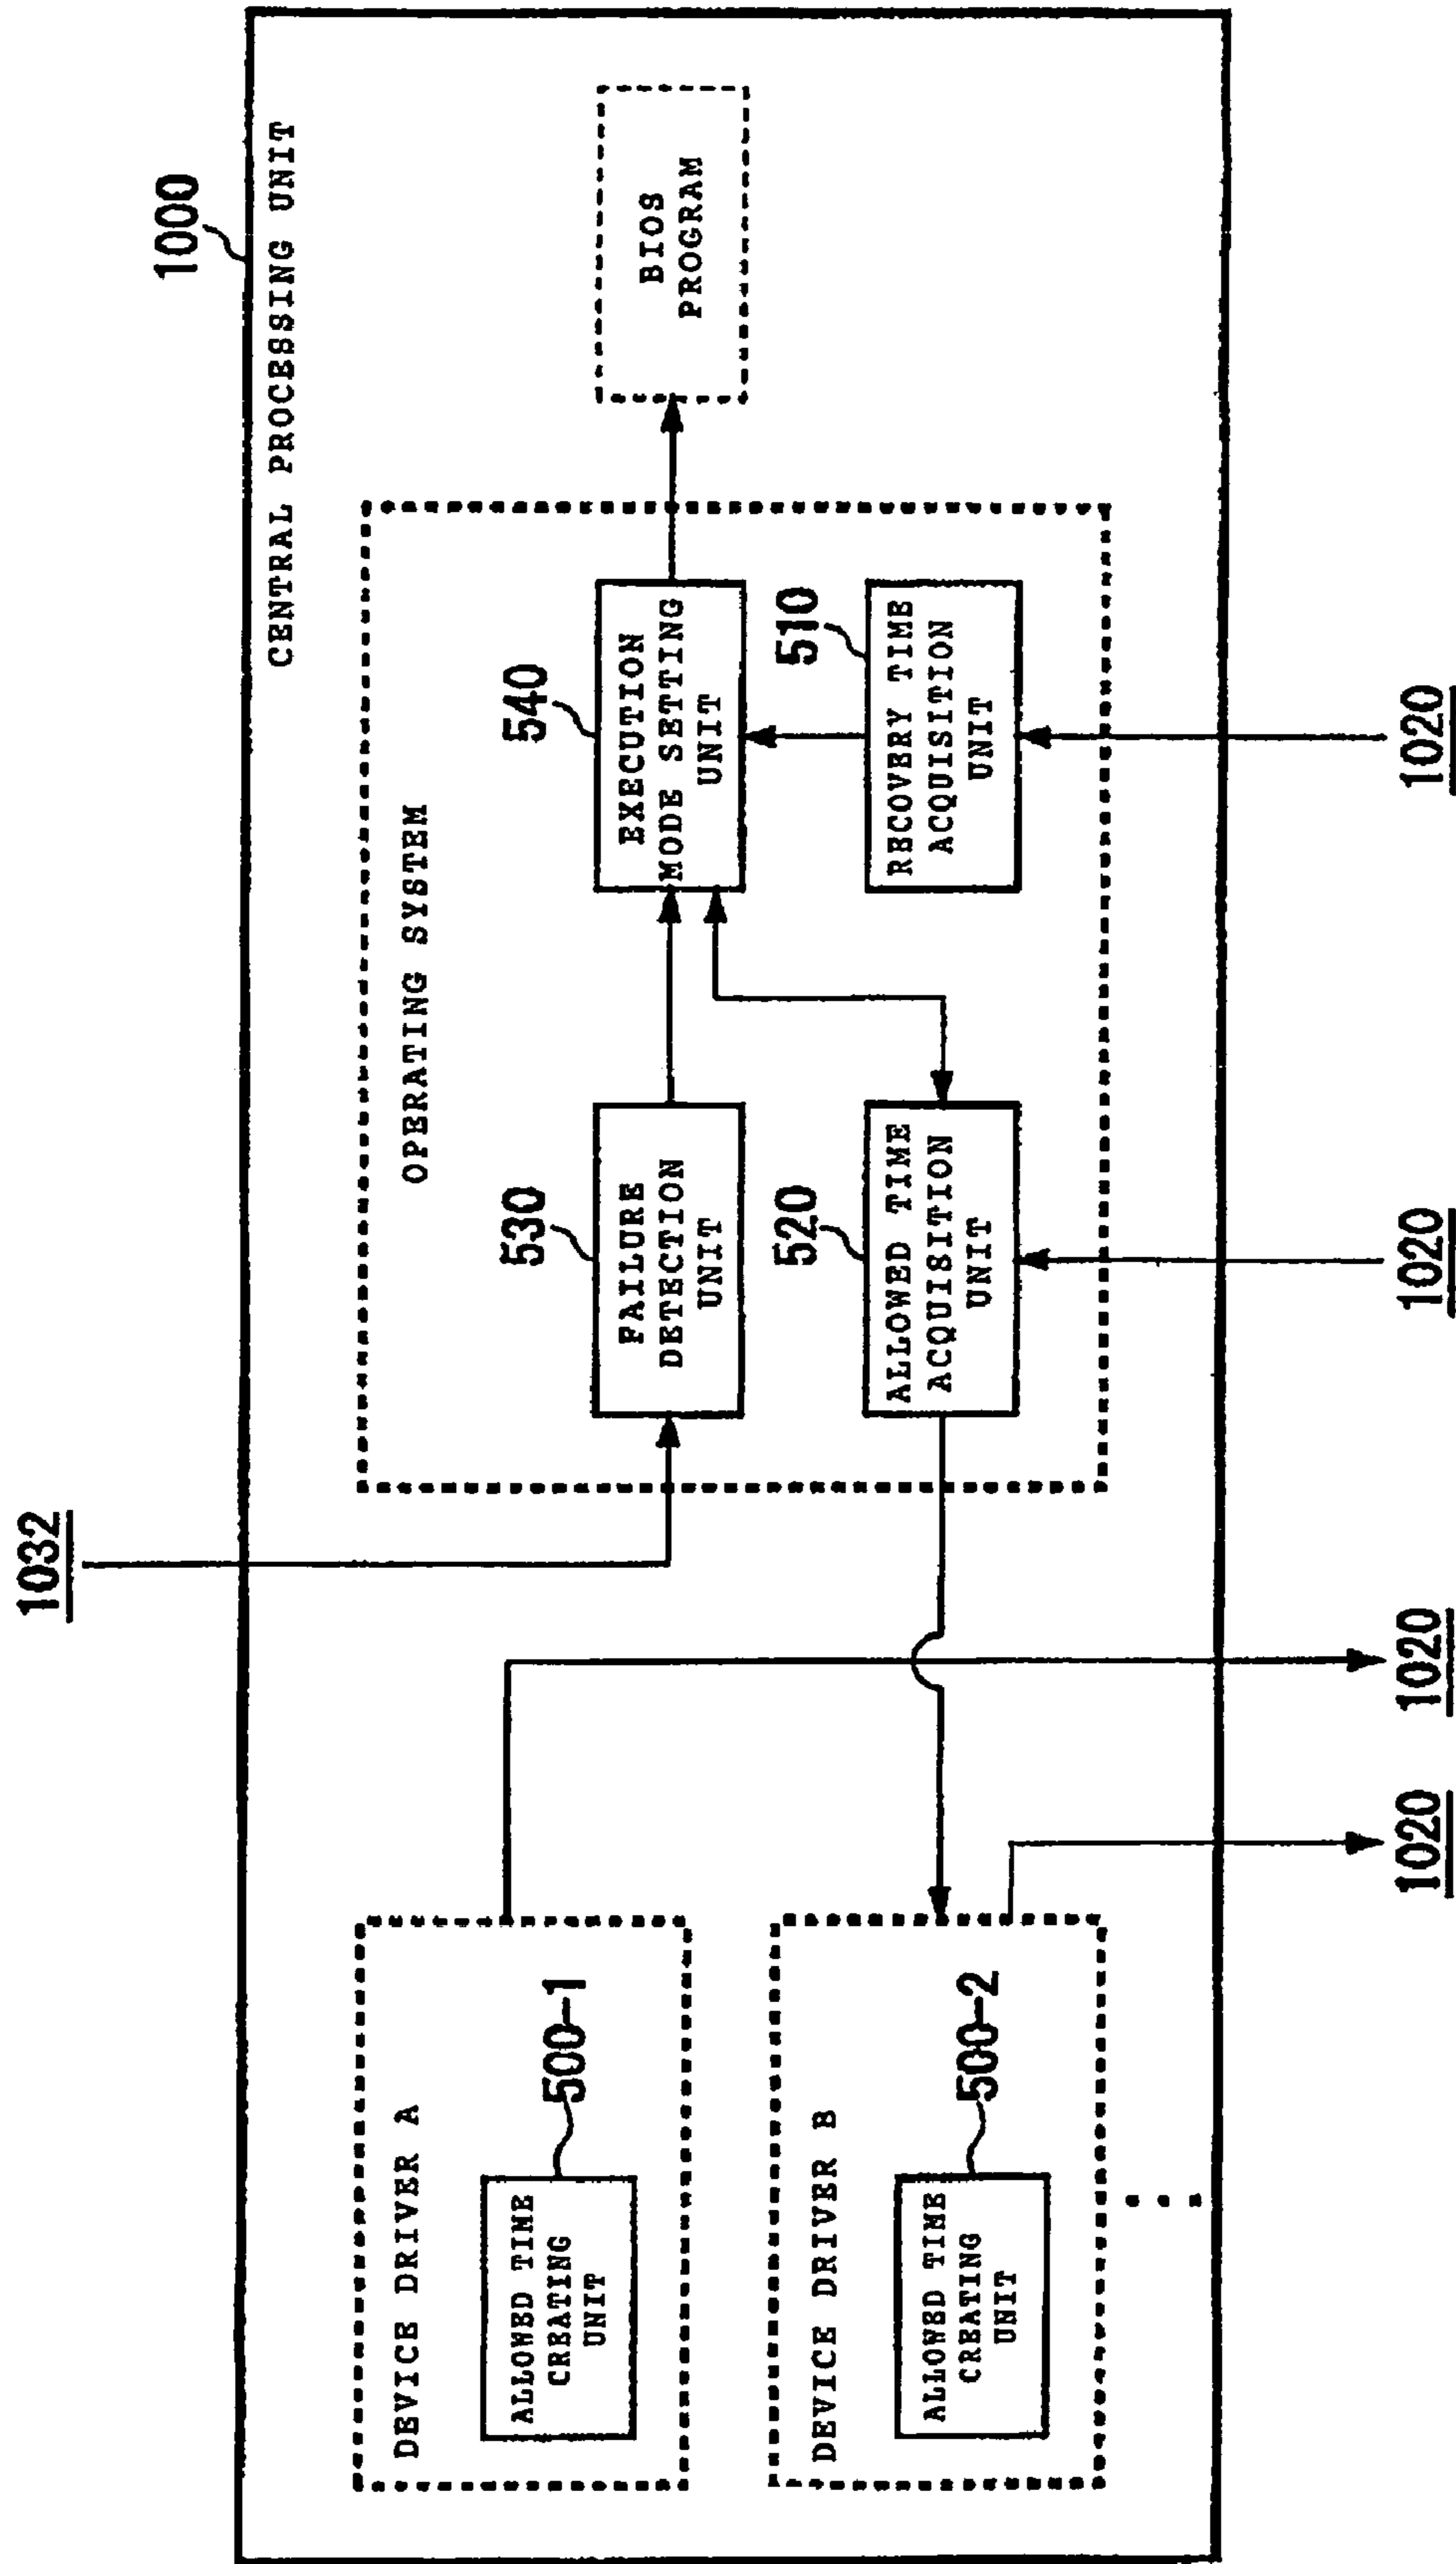 1032
1000
CENTRAL PROCESSING UNIT
DEVICE DRIVER A
ALLOWED TIME
CREATING
UNIT
500-1
DEVICE DRIVER B
ALLOWED TIME
CREATING
UNIT
500-2
OPERATING SYSTEM
530
FAILURE
DETECTION
UNIT
540
EXECUTION
MODE SETTING
UNIT
520
ALLOWED TIME
ACQUISITION
UNIT
510
RECOVERY TIME
ACQUISITION
UNIT
BIOS
PROGRAM
1020
1020
1020
1020